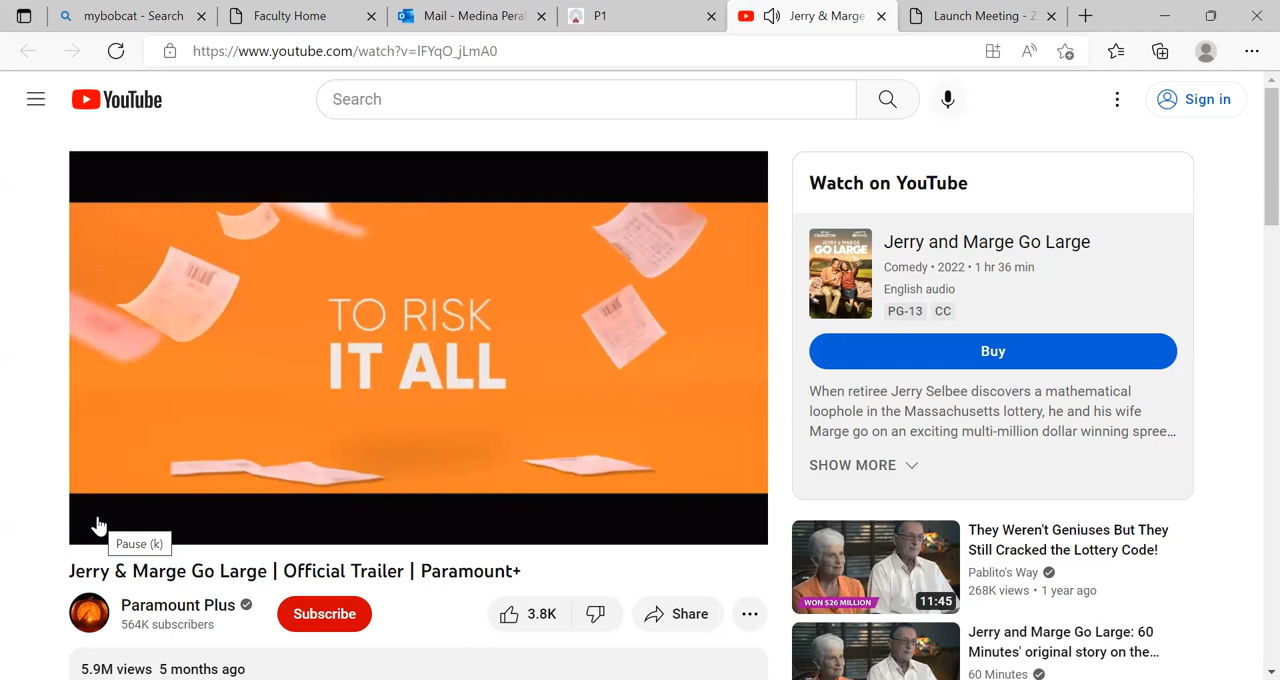 mybobcat - Search
Faculty Home
Mail - Medina Peral
P1
Jerry & Marge
Launch Meeting - Z
https://www.youtube.com/watch?v=lFYqO_jLmA0
YouTube
Search
Sign in
TO RISK
IT ALL
Pause (k)
Jerry & Marge Go Large | Official Trailer | Paramount+
Paramount Plus
564K subscribers
Subscribe
3.8K
Share
5.9M views 5 months ago
Watch on YouTube
JERRY & MARGE
GO LARGE
Jerry and Marge Go Large
Comedy • 2022 • 1 hr 36 min
English audio
PG-13 CC
Buy
When retiree Jerry Selbee discovers a mathematical
loophole in the Massachusetts lottery, he and his wife
Marge go on an exciting multi-million dollar winning spree...
SHOW MORE
WON $26 MILLION
11:45
They Weren't Geniuses But They
Still Cracked the Lottery Code!
Pablito's Way
268K views • 1 year ago
Jerry and Marge Go Large: 60
Minutes' original story on the...
60 Minutes